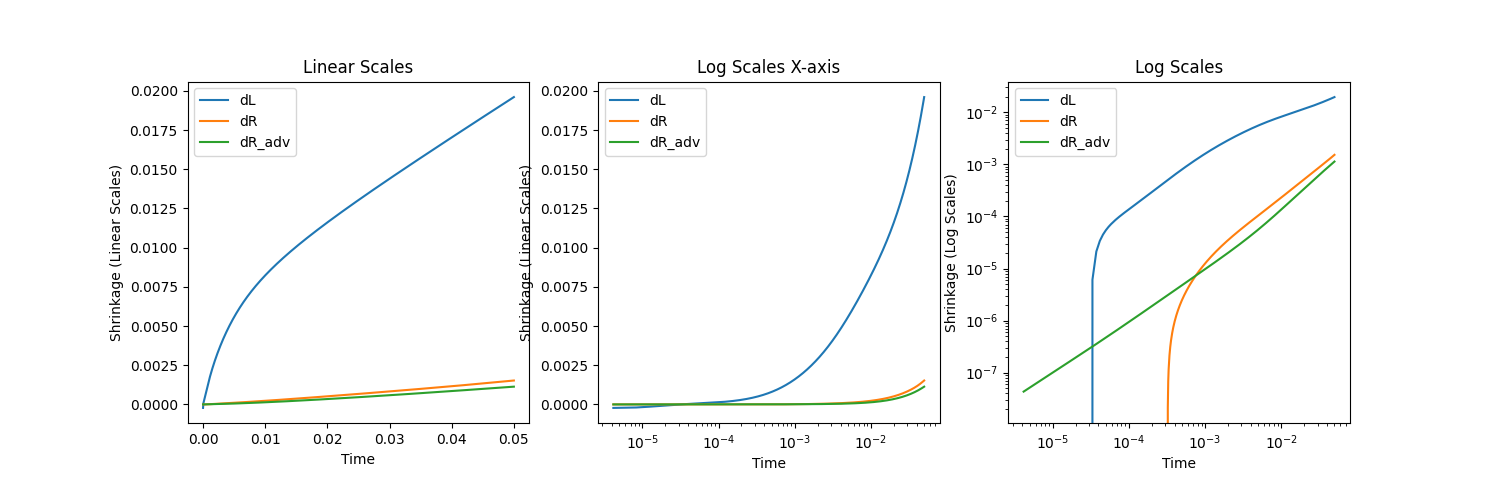 Linear Scales
Shrinkage (Linear Scales)
0.0200
0.0175
0.0150
0.0125
0.0100
0.0075
0.0050
0.0025
0.0000
dL
dR
dR_adv
0.00 0.01 0.02 0.03 0.04 0.05
Time
Log Scales X-axis
Shrinkage (Linear Scales)
0.0200
0.0175
0.0150
0.0125
0.0100
0.0075
0.0050
0.0025
0.0000
dL
dR
dR_adv
10⁻⁵ 10⁻⁴ 10⁻³ 10⁻²
Time
Log Scales
Shrinkage (Log Scales)
10⁻²
10⁻³
10⁻⁴
10⁻⁵
10⁻⁶
10⁻⁷
dL
dR
dR_adv
10⁻⁵ 10⁻⁴ 10⁻³ 10⁻²
Time